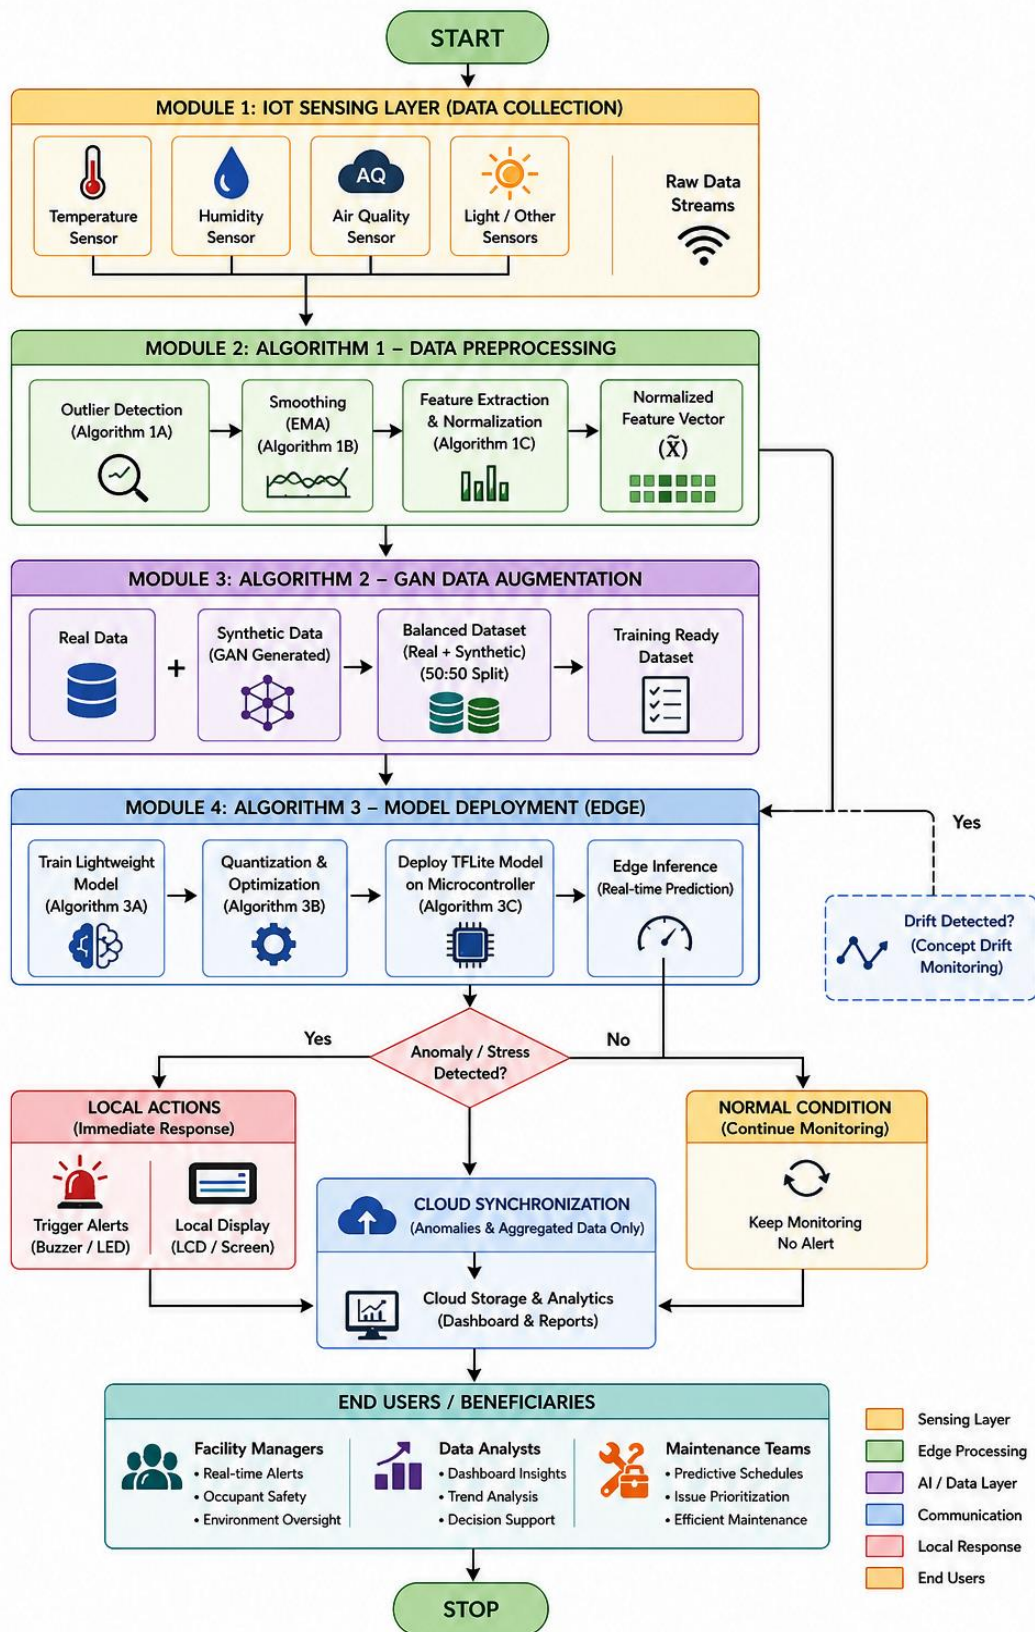 START
MODULE 1: IOT SENSING LAYER (DATA COLLECTION)
Temperature
Sensor
Humidity
Sensor
AQ
Air Quality
Sensor
Light / Other
Sensors
Raw Data
Streams
MODULE 2: ALGORITHM 1 – DATA PREPROCESSING
Outlier Detection
(Algorithm 1A)
Smoothing
(EMA)
(Algorithm 1B)
Feature Extraction
& Normalization
(Algorithm 1C)
Normalized
Feature Vector
(x̃)
MODULE 3: ALGORITHM 2 – GAN DATA AUGMENTATION
Real Data
+
Synthetic Data
(GAN Generated)
Balanced Dataset
(Real + Synthetic)
(50:50 Split)
Training Ready
Dataset
MODULE 4: ALGORITHM 3 – MODEL DEPLOYMENT (EDGE)
Train Lightweight
Model
(Algorithm 3A)
Quantization &
Optimization
(Algorithm 3B)
Deploy TFLite Model
on Microcontroller
(Algorithm 3C)
Edge Inference
(Real-time Prediction)
Yes
Drift Detected?
(Concept Drift
Monitoring)
Yes
Anomaly / Stress
Detected?
No
LOCAL ACTIONS
(Immediate Response)
Trigger Alerts
(Buzzer / LED)
Local Display
(LCD / Screen)
NORMAL CONDITION
(Continue Monitoring)
Keep Monitoring
No Alert
CLOUD SYNCHRONIZATION
(Anomalies & Aggregated Data Only)
Cloud Storage & Analytics
(Dashboard & Reports)
END USERS / BENEFICIARIES
Facility Managers
• Real-time Alerts
• Occupant Safety
• Environment Oversight
Data Analysts
• Dashboard Insights
• Trend Analysis
• Decision Support
Maintenance Teams
• Predictive Schedules
• Issue Prioritization
• Efficient Maintenance
Sensing Layer
Edge Processing
AI / Data Layer
Communication
Local Response
End Users
STOP